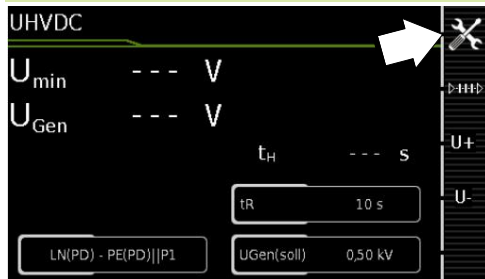 UHVDC
Umin --- V
UGen --- V
tH --- s
U+
tR 10 s
U-
LN(PD) - PE(PD)||P1
UGen(soll) 0,50 kV